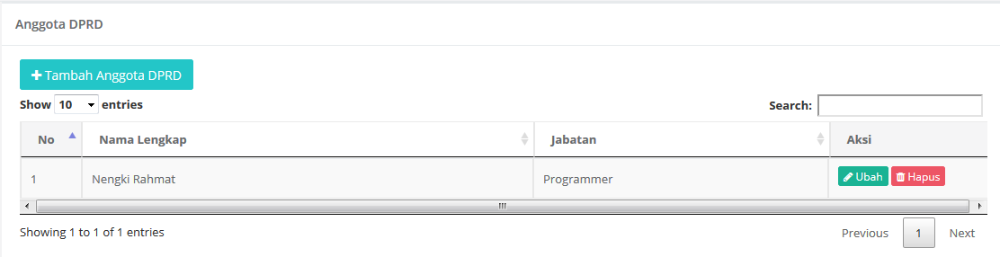 Anggota DPRD
Tambah Anggota DPRD
Show 10 entries Search:
No Nama Lengkap Jabatan Aksi
1 Nengki Rahmat Programmer Ubah Hapus
Showing 1 to 1 of 1 entries Previous 1 Next